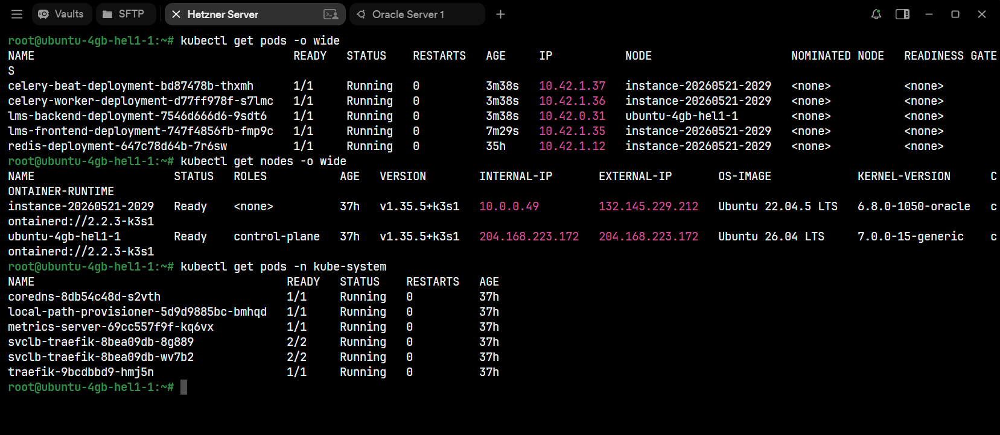 Vaults SFTP Hetzner Server Oracle Server 1
root@ubuntu-4gb-hel1-1:~# kubectl get pods -o wide
NAME READY STATUS RESTARTS AGE IP NODE NOMINATED NODE READINESS GATE
S
celery-beat-deployment-bd87478b-thxmh 1/1 Running 0 3m38s 10.42.1.37 instance-20260521-2029 <none> <none>
celery-worker-deployment-d77ff978f-s7lmc 1/1 Running 0 3m38s 10.42.1.36 instance-20260521-2029 <none> <none>
lms-backend-deployment-7546d666d6-9sdt6 1/1 Running 0 3m38s 10.42.0.31 ubuntu-4gb-hel1-1 <none> <none>
lms-frontend-deployment-747f4856fb-fmp9c 1/1 Running 0 7m29s 10.42.1.35 instance-20260521-2029 <none> <none>
redis-deployment-647c78d64b-7r6sw 1/1 Running 0 35h 10.42.1.12 instance-20260521-2029 <none> <none>
root@ubuntu-4gb-hel1-1:~# kubectl get nodes -o wide
NAME STATUS ROLES AGE VERSION INTERNAL-IP EXTERNAL-IP OS-IMAGE KERNEL-VERSION C
ONTAINER-RUNTIME
instance-20260521-2029 Ready <none> 37h v1.35.5+k3s1 10.0.0.49 132.145.229.212 Ubuntu 22.04.5 LTS 6.8.0-1050-oracle c
ontainerd://2.2.3-k3s1
ubuntu-4gb-hel1-1 Ready control-plane 37h v1.35.5+k3s1 204.168.223.172 204.168.223.172 Ubuntu 26.04 LTS 7.0.0-15-generic c
ontainerd://2.2.3-k3s1
root@ubuntu-4gb-hel1-1:~# kubectl get pods -n kube-system
NAME READY STATUS RESTARTS AGE
coredns-8db54c48d-s2vth 1/1 Running 0 37h
local-path-provisioner-5d9d9885bc-bmhqd 1/1 Running 0 37h
metrics-server-69cc557f9f-kq6vx 1/1 Running 0 37h
svclb-traefik-8bea09db-8g889 2/2 Running 0 37h
svclb-traefik-8bea09db-wv7b2 2/2 Running 0 37h
traefik-9bcdbbd9-hmj5n 1/1 Running 0 37h
root@ubuntu-4gb-hel1-1:~#